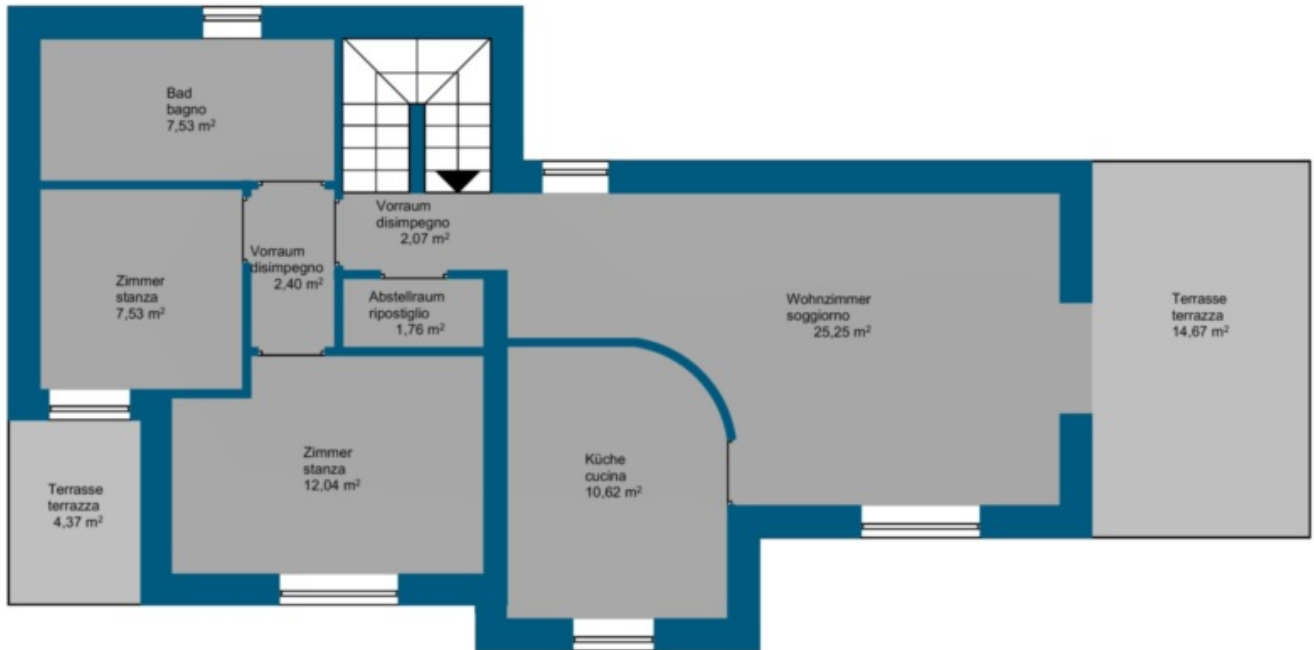 Bad
bagno
7,53 m²
Vorraum
disimpegno
2,07 m²
Vorraum
disimpegno
2,40 m²
Zimmer
stanza
7,53 m²
Abstellraum
ripostiglio
1,76 m²
Wohnzimmer
soggiorno
25,25 m²
Terrasse
terrazza
14,67 m²
Zimmer
stanza
12,04 m²
Küche
cucina
10,62 m²
Terrasse
terrazza
4,37 m²